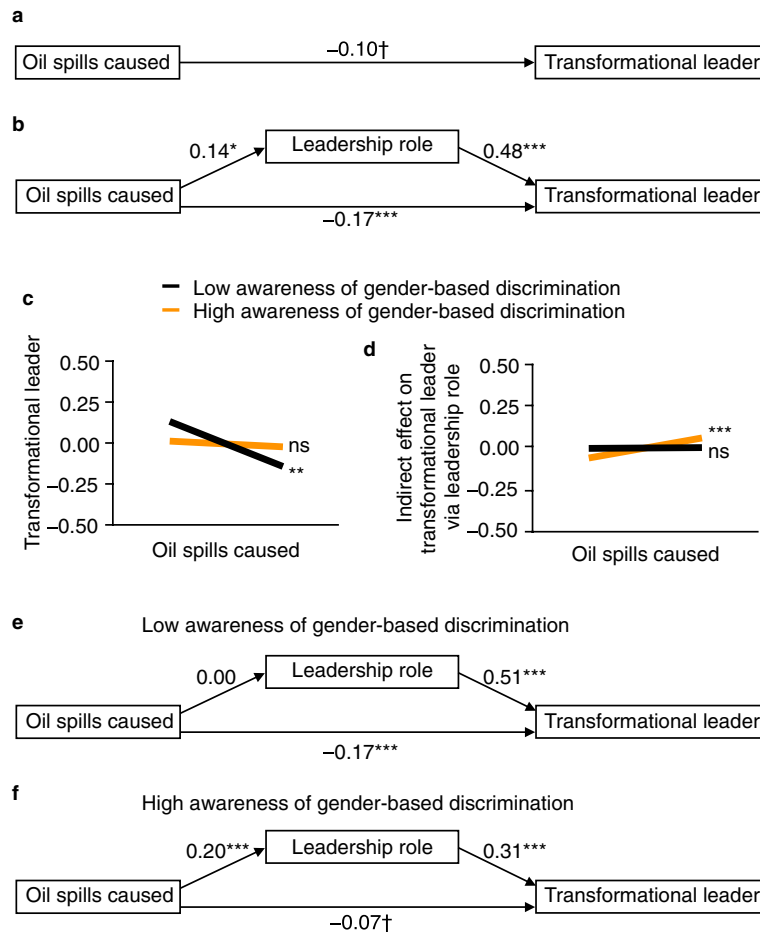 a
Oil spills caused
−0.10†
Transformational leader
b
Leadership role
0.14*
0.48***
Oil spills caused
Transformational leader
−0.17***
c
Low awareness of gender-based discrimination
High awareness of gender-based discrimination
Transformational leader
0.50
0.25
0.00
−0.25
−0.50
ns
**
Oil spills caused
d
Indirect effect on
transformational leader
via leadership role
0.50
0.25
0.00
−0.25
−0.50
***
ns
Oil spills caused
e
Low awareness of gender-based discrimination
Leadership role
0.00
0.51***
Oil spills caused
Transformational leader
−0.17***
f
High awareness of gender-based discrimination
Leadership role
0.20***
0.31***
Oil spills caused
Transformational leader
−0.07†